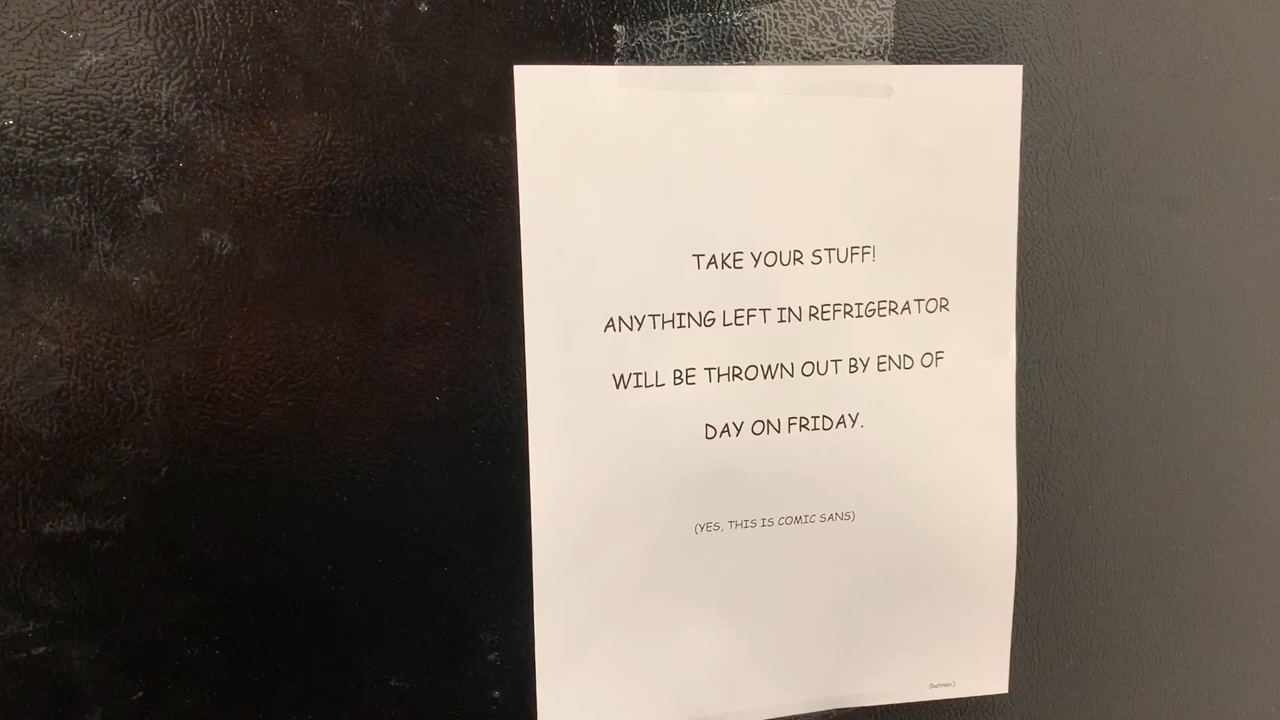 TAKE YOUR STUFF!
ANYTHING LEFT IN REFRIGERATOR
WILL BE THROWN OUT BY END OF
DAY ON FRIDAY.
(YES, THIS IS COMIC SANS)
(batman)